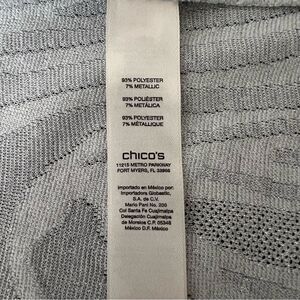 93% POLYESTER
7% METALLIC
93% POLIÉSTER
7% METÁLICA
93% POLYESTER
7% MÉTALLIQUE
chico's
11215 METRO PARKWAY
FORT MYERS, FL 33966
Importado en México por:
Importadora Globastic,
S.A. de C.V.
Mario Pani No. 200
Col Santa Fe Cuajimalpa
Delegación Cuajimalpa
de Morelos C.P. 05348
México D.F. México